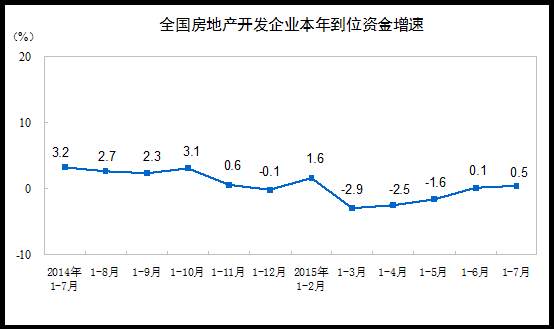 全国房地产开发企业本年到位资金增速
(%)
20
10
0
-10
3.2
2.7
2.3
3.1
0.6
-0.1
1.6
-2.9
-2.5
-1.6
0.1
0.5
2014年
1-7月
1-8月
1-9月
1-10月
1-11月
1-12月
2015年
1-2月
1-3月
1-4月
1-5月
1-6月
1-7月